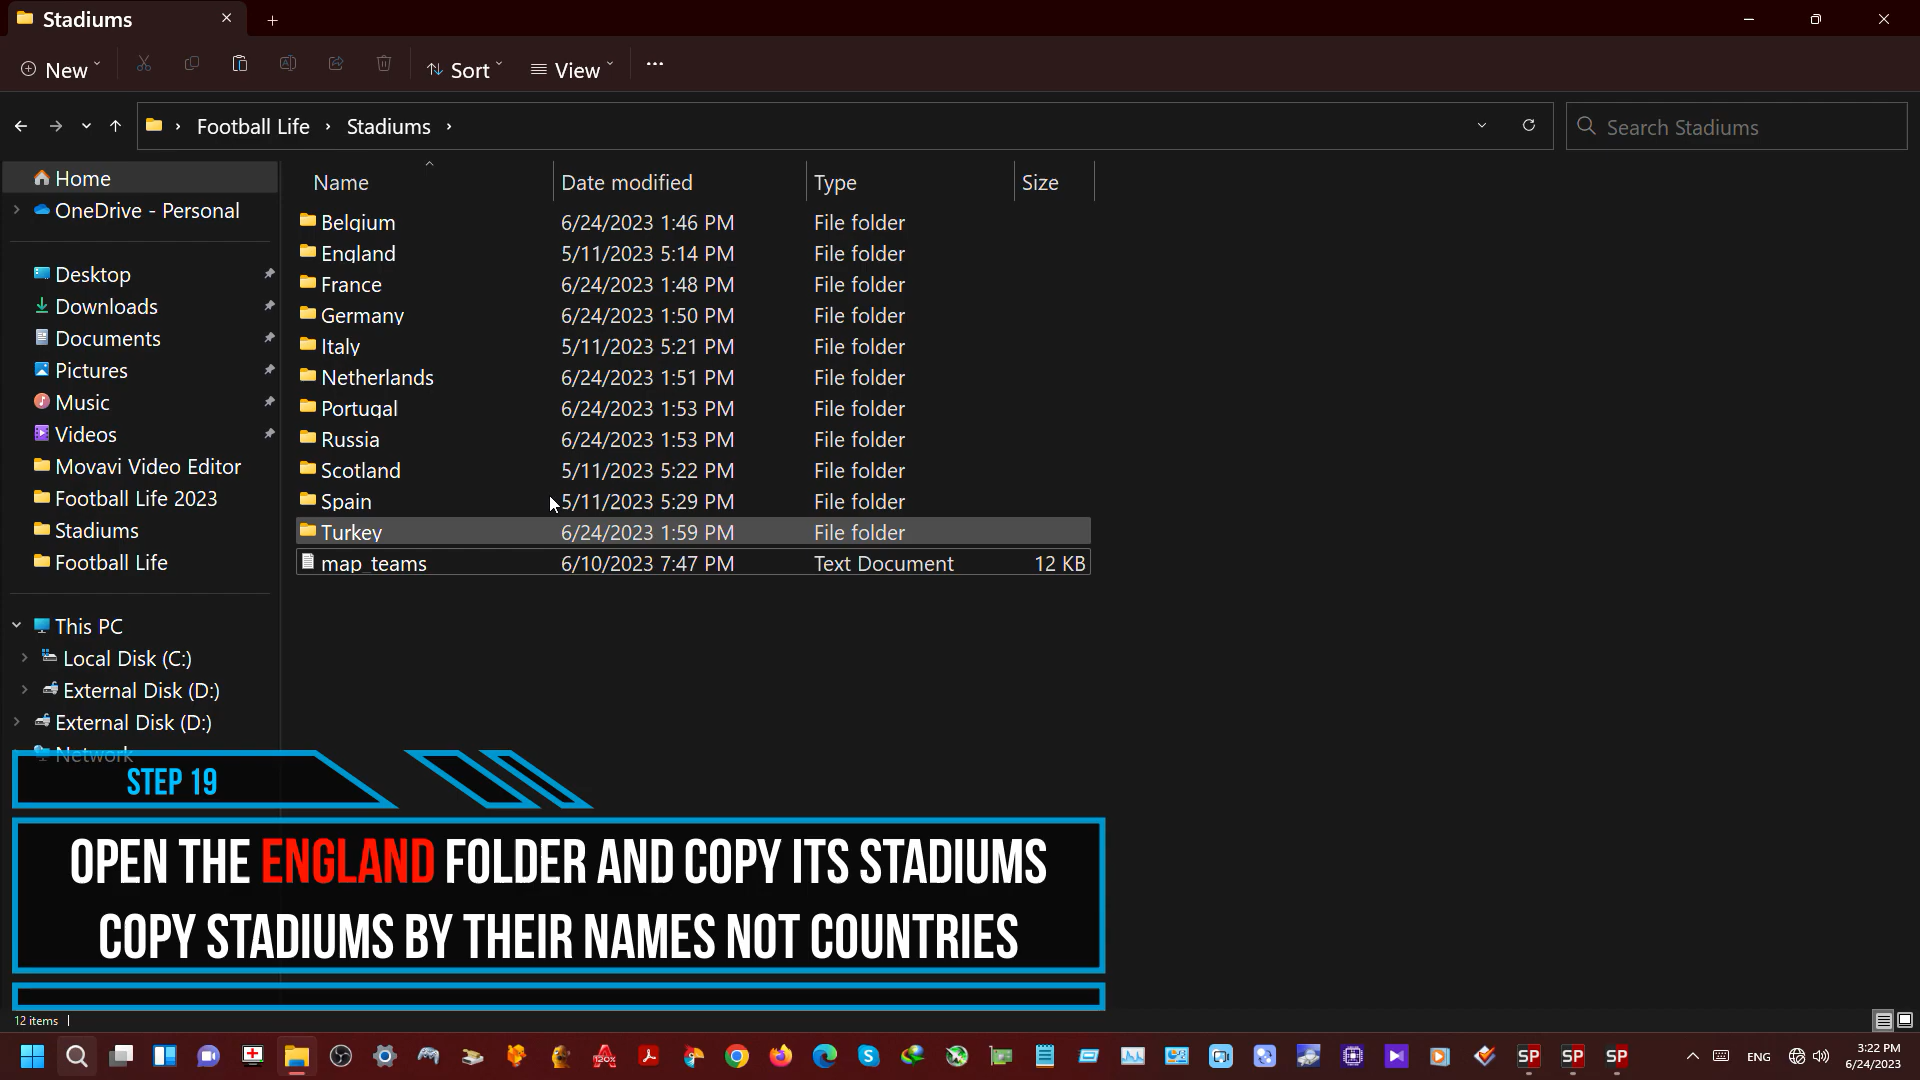 Stadiums
New
Sort
View
Football Life
Stadiums
Search Stadiums
Home
OneDrive - Personal
Desktop
Downloads
Documents
Pictures
Music
Videos
Movavi Video Editor
Football Life 2023
Stadiums
Football Life
This PC
Local Disk (C:)
External Disk (D:)
External Disk (D:)
Network
Name Date modified Type Size
Belgium 6/24/2023 1:46 PM File folder
England 5/11/2023 5:14 PM File folder
France 6/24/2023 1:48 PM File folder
Germany 6/24/2023 1:50 PM File folder
Italy 5/11/2023 5:21 PM File folder
Netherlands 6/24/2023 1:51 PM File folder
Portugal 6/24/2023 1:53 PM File folder
Russia 6/24/2023 1:53 PM File folder
Scotland 5/11/2023 5:22 PM File folder
Spain 5/11/2023 5:29 PM File folder
Turkey 6/24/2023 1:59 PM File folder
map_teams 6/10/2023 7:47 PM Text Document 12 KB
STEP 19
OPEN THE ENGLAND FOLDER AND COPY ITS STADIUMS
COPY STADIUMS BY THEIR NAMES NOT COUNTRIES
12 items
120X
SP
SP
SP
ENG
3:22 PM
6/24/2023